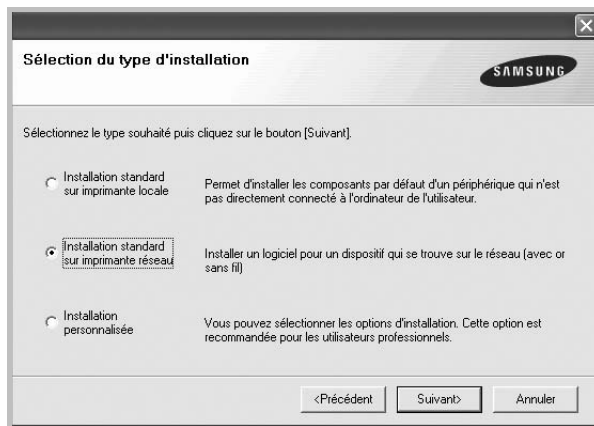 Sélection du type d'installation
SAMSUNG
Sélectionnez le type souhaité puis cliquez sur le bouton [Suivant].
Installation standard
sur imprimante locale
Permet d'installer les composants par défaut d'un périphérique qui n'est
pas directement connecté à l'ordinateur de l'utilisateur.
Installation standard
sur imprimante réseau
Installer un logiciel pour un dispositif qui se trouve sur le réseau (avec or
sans fil)
Installation
personnalisée
Vous pouvez sélectionner les options d'installation. Cette option est
recommandée pour les utilisateurs professionnels.
<Précédent
Suivant>
Annuler